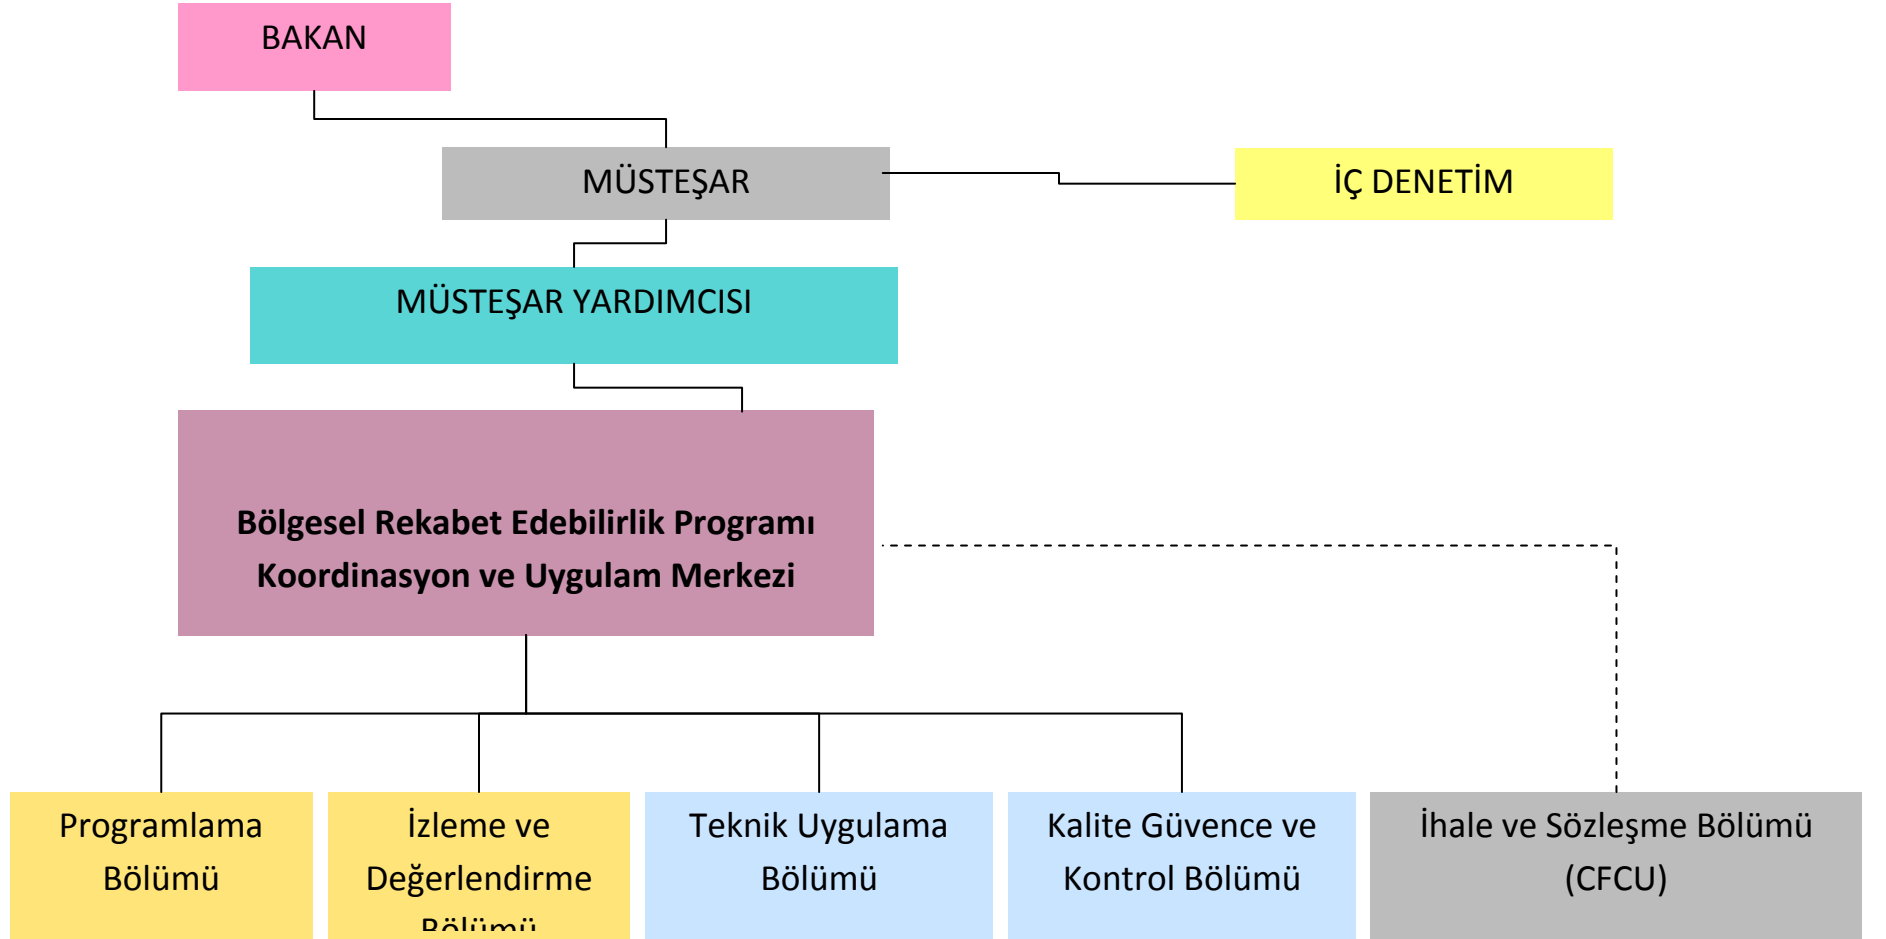 BAKAN
MÜSTEŞAR
İÇ DENETİM
MÜSTEŞAR YARDIMCISI
Bölgesel Rekabet Edebilirlik Programı
Koordinasyon ve Uygulam Merkezi
Programlama
Bölümü
İzleme ve
Değerlendirme
Bölümü
Teknik Uygulama
Bölümü
Kalite Güvence ve
Kontrol Bölümü
İhale ve Sözleşme Bölümü
(CFCU)